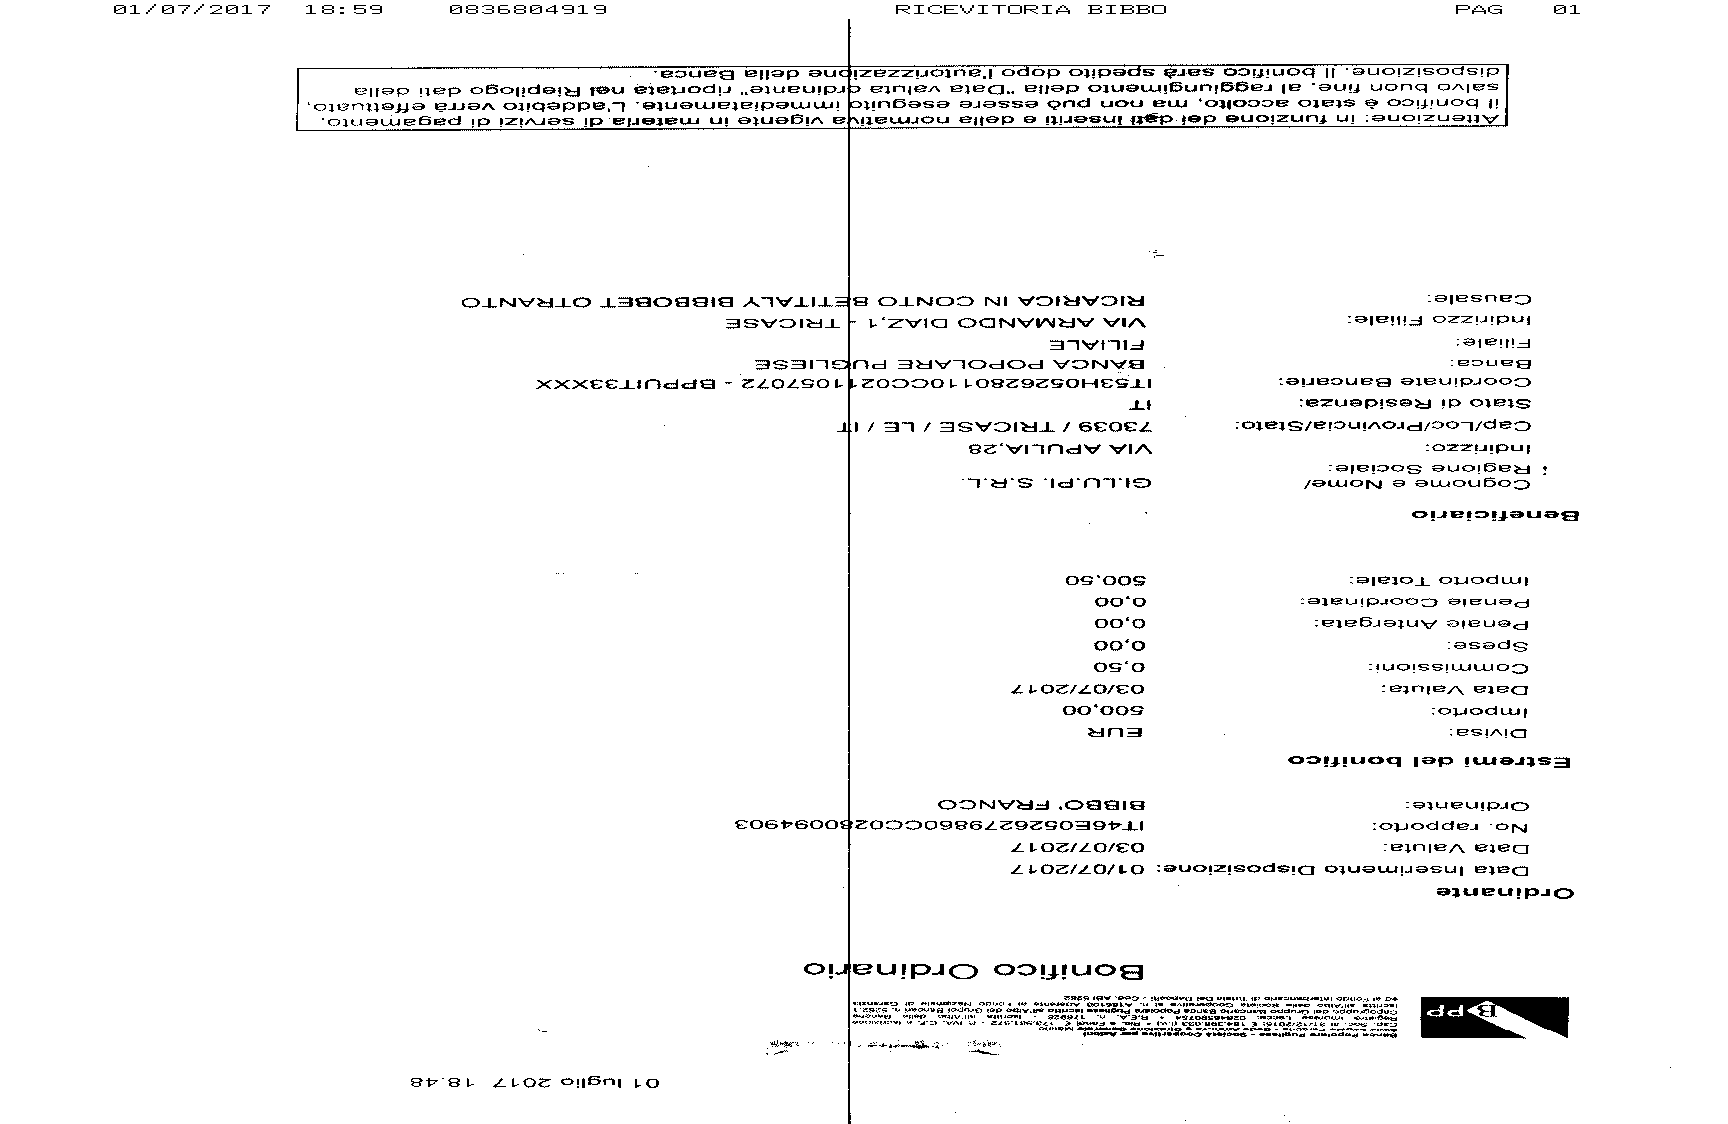 01/07/2017 18:59 0836804919 RICEVITORIA BIBBO PAG 01
01 luglio 2017 18.48
B PP
Banca Popolare Pugliese - Società Cooperativa per Azioni
Bonifico Ordinario
Ordinante
Data Inserimento Disposizione: 01/07/2017
Data Valuta: 03/07/2017
No. rapporto: IT46E0526279860CC0280094903
Ordinante: BIBBO' FRANCO
Estremi del bonifico
Divisa: EUR
Importo: 500,00
Data Valuta: 03/07/2017
Commissioni: 0,50
Spese: 0,00
Penale Antergata: 0,00
Penale Coordinate: 0,00
Importo Totale: 500,50
Beneficiario
Cognome e Nome/ GI.LU.PI. S.R.L.
Ragione Sociale:
Indirizzo: VIA APULIA,28
Cap/Loc/Provincia/Stato: 73039 / TRICASE / LE / IT
Stato di Residenza: IT
Coordinate Bancarie: IT53H0526280110CC0211057072 - BPPUIT33XXX
Banca: BANCA POPOLARE PUGLIESE
Filiale: FILIALE
Indirizzo Filiale: VIA ARMANDO DIAZ,1 - TRICASE
Causale: RICARICA IN CONTO BETITALY BIBBOBET OTRANTO
Attenzione: in funzione dei dati inseriti e della normativa vigente in materia di servizi di pagamento,
il bonifico è stato accolto, ma non può essere eseguito immediatamente. L'addebito verrà effettuato,
salvo buon fine, al raggiungimento della "Data valuta ordinante" riportata nel Riepilogo dati della
disposizione. Il bonifico sarà spedito dopo l'autorizzazione della Banca.